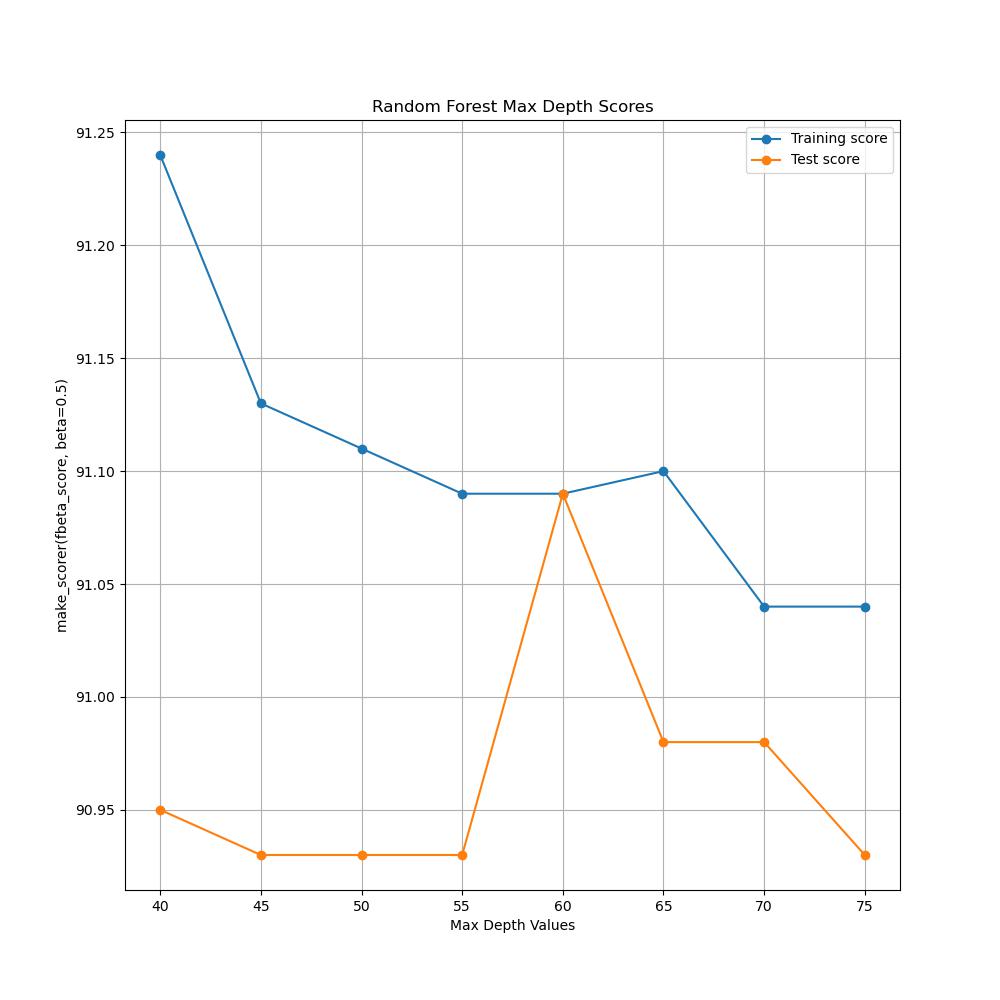 Random Forest Max Depth Scores
Training score
Test score
make_scorer(fbeta_score, beta=0.5)
91.25
91.20
91.15
91.10
91.05
91.00
90.95
40 45 50 55 60 65 70 75
Max Depth Values